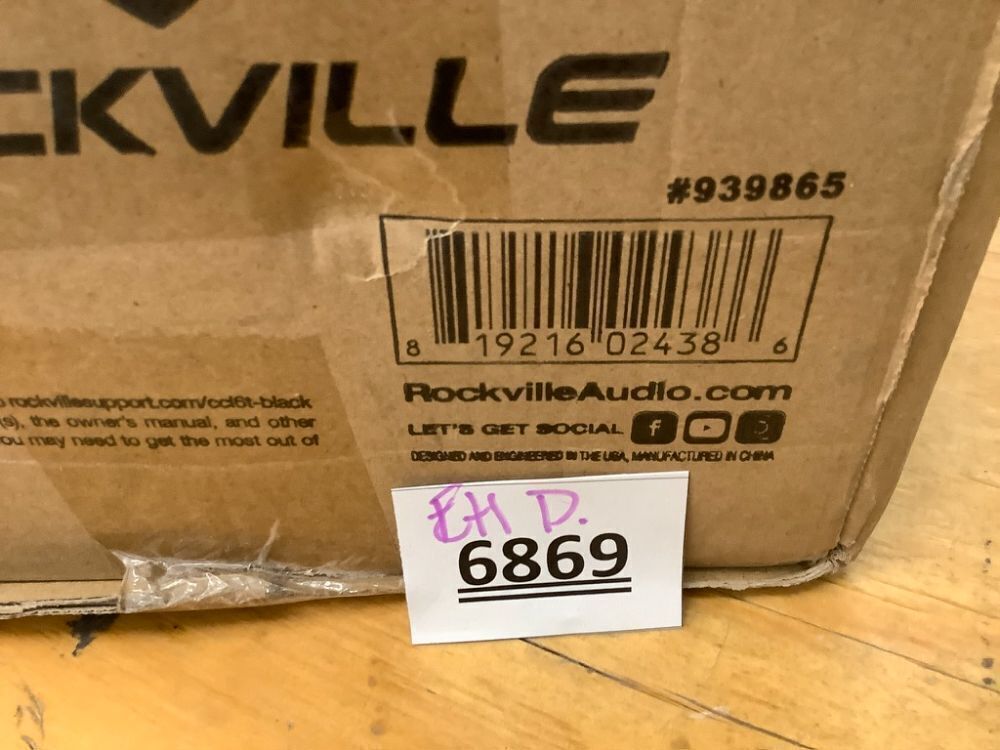 CKVILLE
#939865
8 19216 02438 6
RockvilleAudio.com
LET'S GET SOCIAL
DESIGNED AND ENGINEERED IN THE USA, MANUFACTURED IN CHINA
rockvillesupport.com/ccl6t-black
(s), the owner's manual, and other
ou may need to get the most out of
EH D.
6869